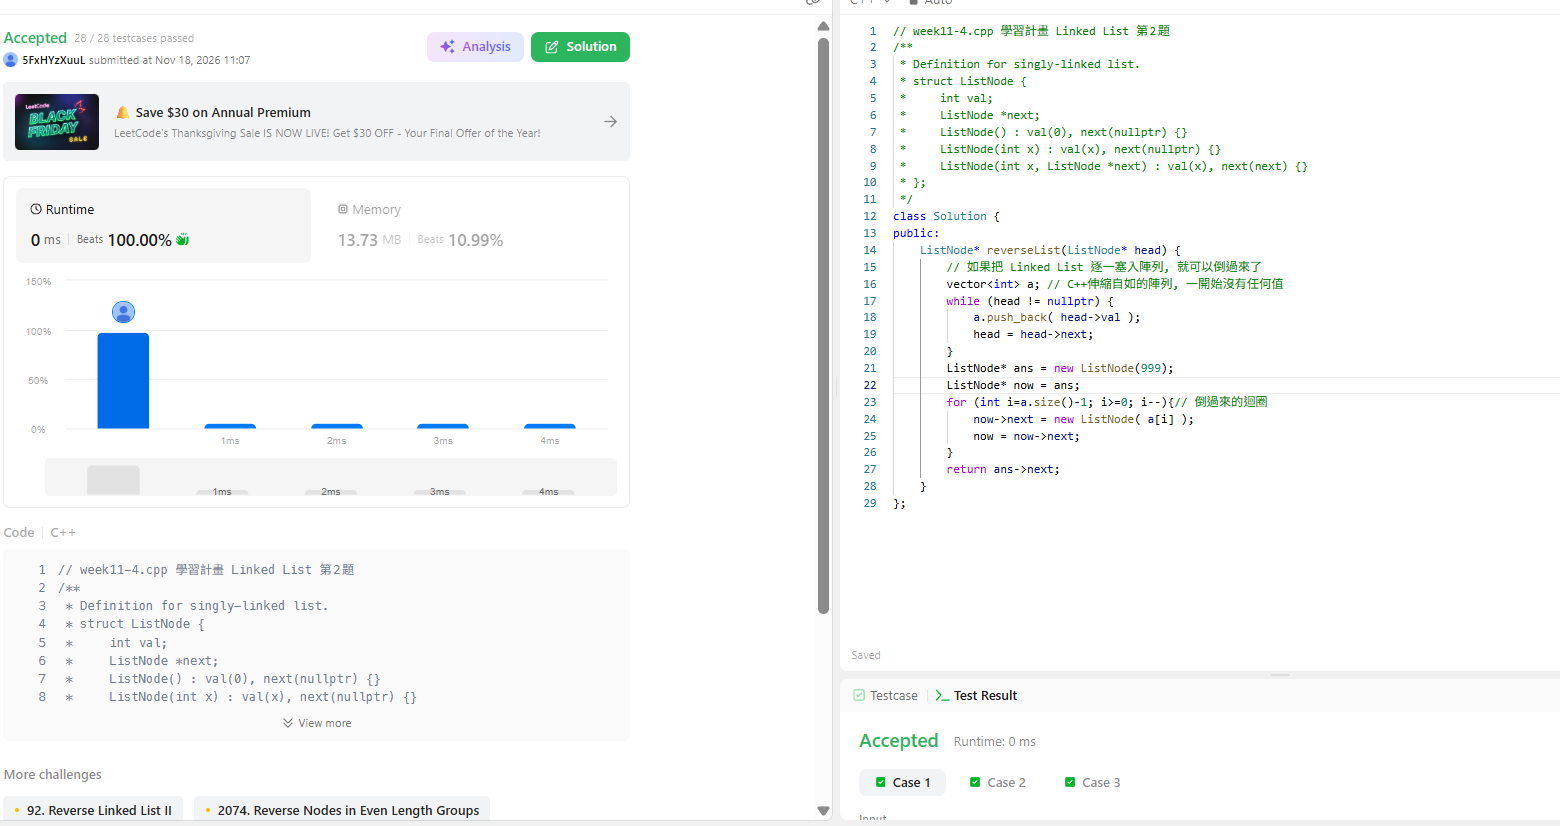 Accepted 28 / 28 testcases passed
5FxHYzXuuL submitted at Nov 18, 2026 11:07
Analysis
Solution
LeetCode
BLACK
FRIDAY
SALE
Save $30 on Annual Premium
LeetCode's Thanksgiving Sale IS NOW LIVE! Get $30 OFF - Your Final Offer of the Year!
Runtime
0 ms Beats 100.00%
Memory
13.73 MB Beats 10.99%
150%
100%
50%
0%
1ms 2ms 3ms 4ms
1ms 2ms 3ms 4ms
Code C++
1 // week11-4.cpp 學習計畫 Linked List 第2題
2 /**
3 * Definition for singly-linked list.
4 * struct ListNode {
5 *     int val;
6 *     ListNode *next;
7 *     ListNode() : val(0), next(nullptr) {}
8 *     ListNode(int x) : val(x), next(nullptr) {}
View more
More challenges
92. Reverse Linked List II
2074. Reverse Nodes in Even Length Groups
C++ Auto
1 // week11-4.cpp 學習計畫 Linked List 第2題
2 /**
3 * Definition for singly-linked list.
4 * struct ListNode {
5 *     int val;
6 *     ListNode *next;
7 *     ListNode() : val(0), next(nullptr) {}
8 *     ListNode(int x) : val(x), next(nullptr) {}
9 *     ListNode(int x, ListNode *next) : val(x), next(next) {}
10 * };
11 */
12 class Solution {
13 public:
14     ListNode* reverseList(ListNode* head) {
15         // 如果把 Linked List 逐一塞入陣列, 就可以倒過來了
16         vector<int> a; // C++伸縮自如的陣列, 一開始沒有任何值
17         while (head != nullptr) {
18             a.push_back( head->val );
19             head = head->next;
20         }
21         ListNode* ans = new ListNode(999);
22         ListNode* now = ans;
23         for (int i=a.size()-1; i>=0; i--){// 倒過來的迴圈
24             now->next = new ListNode( a[i] );
25             now = now->next;
26         }
27         return ans->next;
28     }
29 };
Saved
Testcase
Test Result
Accepted Runtime: 0 ms
Case 1 Case 2 Case 3
Input